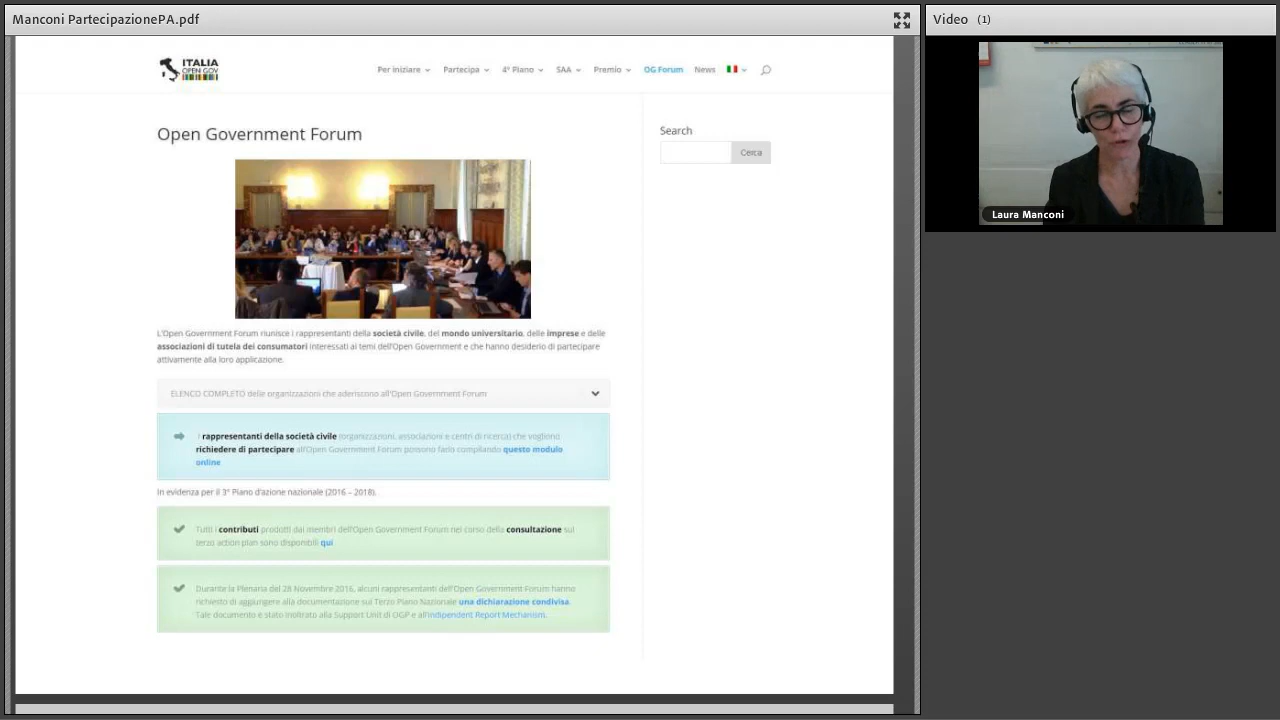 Manconi PartecipazionePA.pdf
Video (1)
ITALIA
OPEN GOV
Per iniziare
Partecipa
4° Piano
SAA
Premio
OG Forum
News
Open Government Forum
Search
Cerca
Laura Manconi
L'Open Government Forum riunisce i rappresentanti della società civile, del mondo universitario, delle imprese e delle
associazioni di tutela dei consumatori interessati ai temi dell'Open Government e che hanno desiderio di partecipare
attivamente alla loro applicazione.
ELENCO COMPLETO delle organizzazioni che aderiscono all'Open Government Forum
I rappresentanti della società civile (organizzazioni, associazioni e centri di ricerca) che vogliono
richiedere di partecipare all'Open Government Forum possono farlo compilando questo modulo
online
In evidenza per il 3° Piano d'azione nazionale (2016 – 2018).
Tutti i contributi prodotti dai membri dell'Open Government Forum nel corso della consultazione sul
terzo action plan sono disponibili qui
Durante la Plenaria del 28 Novembre 2016, alcuni rappresentanti dell'Open Government Forum hanno
richiesto di aggiungere alla documentazione sul Terzo Piano Nazionale una dichiarazione condivisa.
Tale documento è stato inoltrato alla Support Unit di OGP e all'Indipendent Report Mechanism.